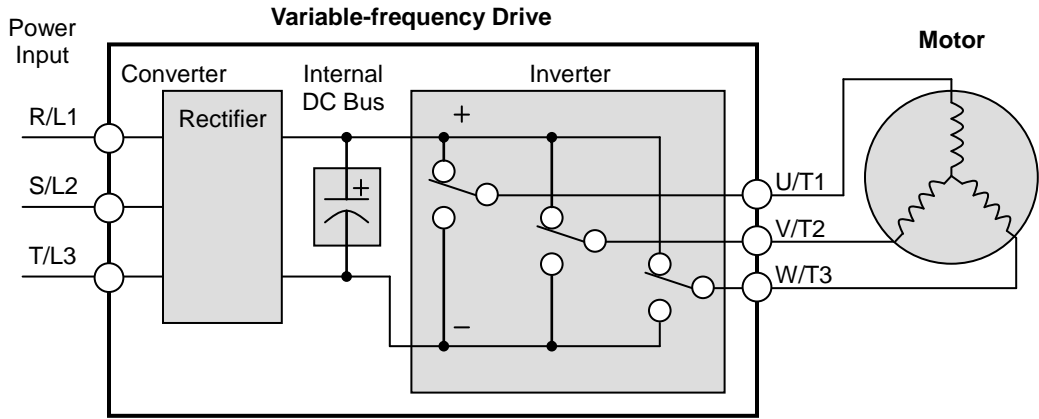 Variable-frequency Drive
Power
Input
Motor
Converter
Internal
DC Bus
Inverter
R/L1
Rectifier
+
S/L2
+
U/T1
V/T2
T/L3
W/T3
−